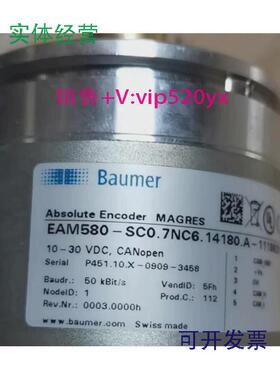 实体经营
销售+V:vip520yx
Baumer
Absolute Encoder MAGRES
EAM580-SC0.7NC6.14180.A
10-30 VDC, CANopen
Serial P451.10.X-0909-3458
Baudr.: 50 kBit/s VendID: 5Fh
NodeID: 1 Prod.C.: 112
Rev.Nr.: 0003.0000h
www.baumer.com Swiss made
可开发票